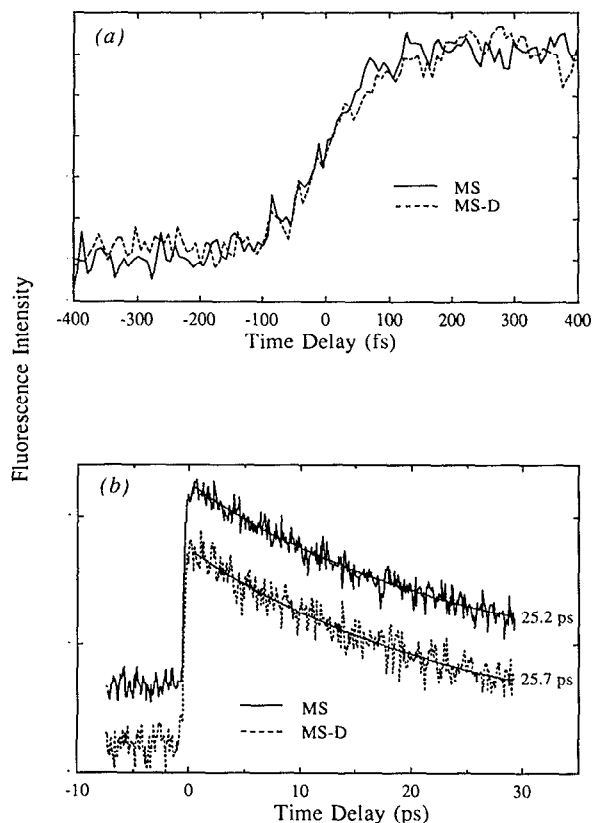 (a)
MS
MS-D
-400 -300 -200 -100 0 100 200 300 400
Time Delay (fs)
Fluorescence Intensity
(b)
25.2 ps
25.7 ps
MS
MS-D
-10 0 10 20 30
Time Delay (ps)